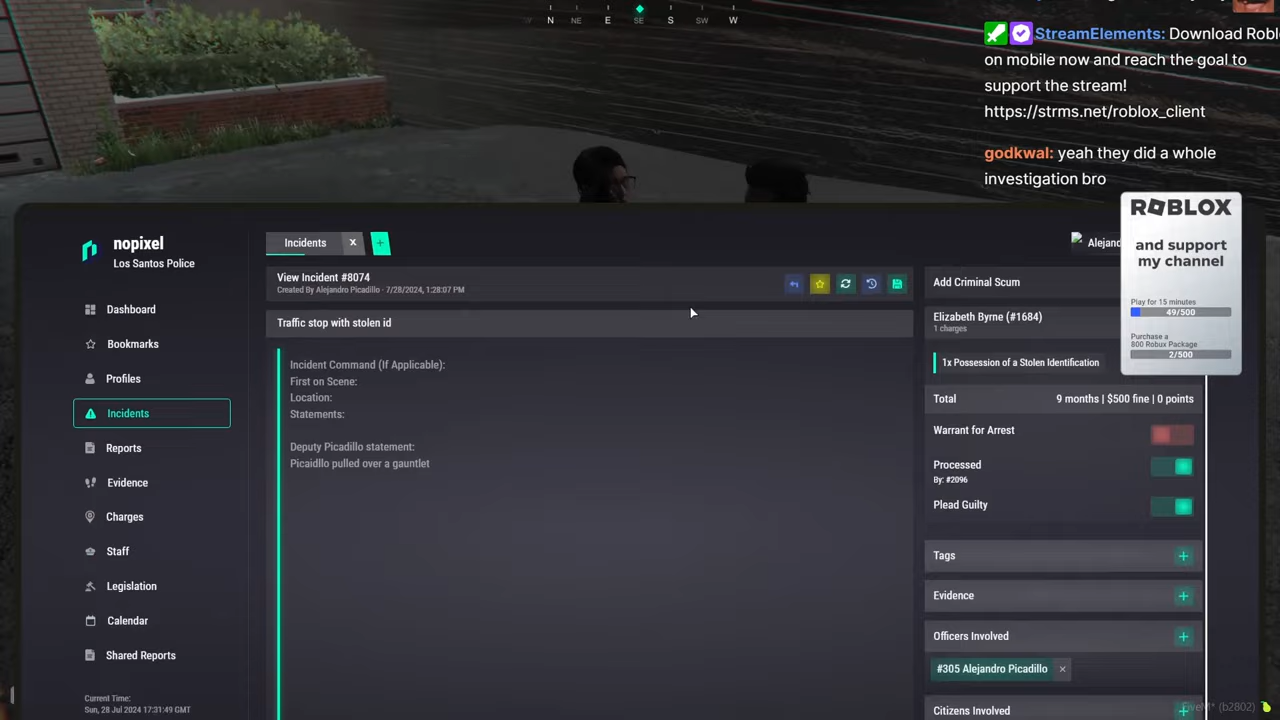 N NE E SE S SW W
StreamElements: Download Roblo
on mobile now and reach the goal to
support the stream!
https://strms.net/roblox_client
godkwal: yeah they did a whole
investigation bro
ROBLOX
and support
my channel
Play for 15 minutes
49/500
Purchase a
800 Robux Package
2/500
nopixel
Los Santos Police
Dashboard
Bookmarks
Profiles
Incidents
Reports
Evidence
Charges
Staff
Legislation
Calendar
Shared Reports
Current Time:
Sun, 28 Jul 2024 17:31:49 GMT
Incidents x +
View Incident #8074
Created By Alejandro Picadillo - 7/28/2024, 1:28:07 PM
Traffic stop with stolen id
Incident Command (If Applicable):
First on Scene:
Location:
Statements:
Deputy Picadillo statement:
Picaidllo pulled over a gauntlet
Alejand
Add Criminal Scum
Elizabeth Byrne (#1684)
1 charges
1x Possession of a Stolen Identification
Total 9 months | $500 fine | 0 points
Warrant for Arrest
Processed
By: #2096
Plead Guilty
Tags +
Evidence +
Officers Involved +
#305 Alejandro Picadillo ×
Citizens Involved +
FiveM* (b2802)